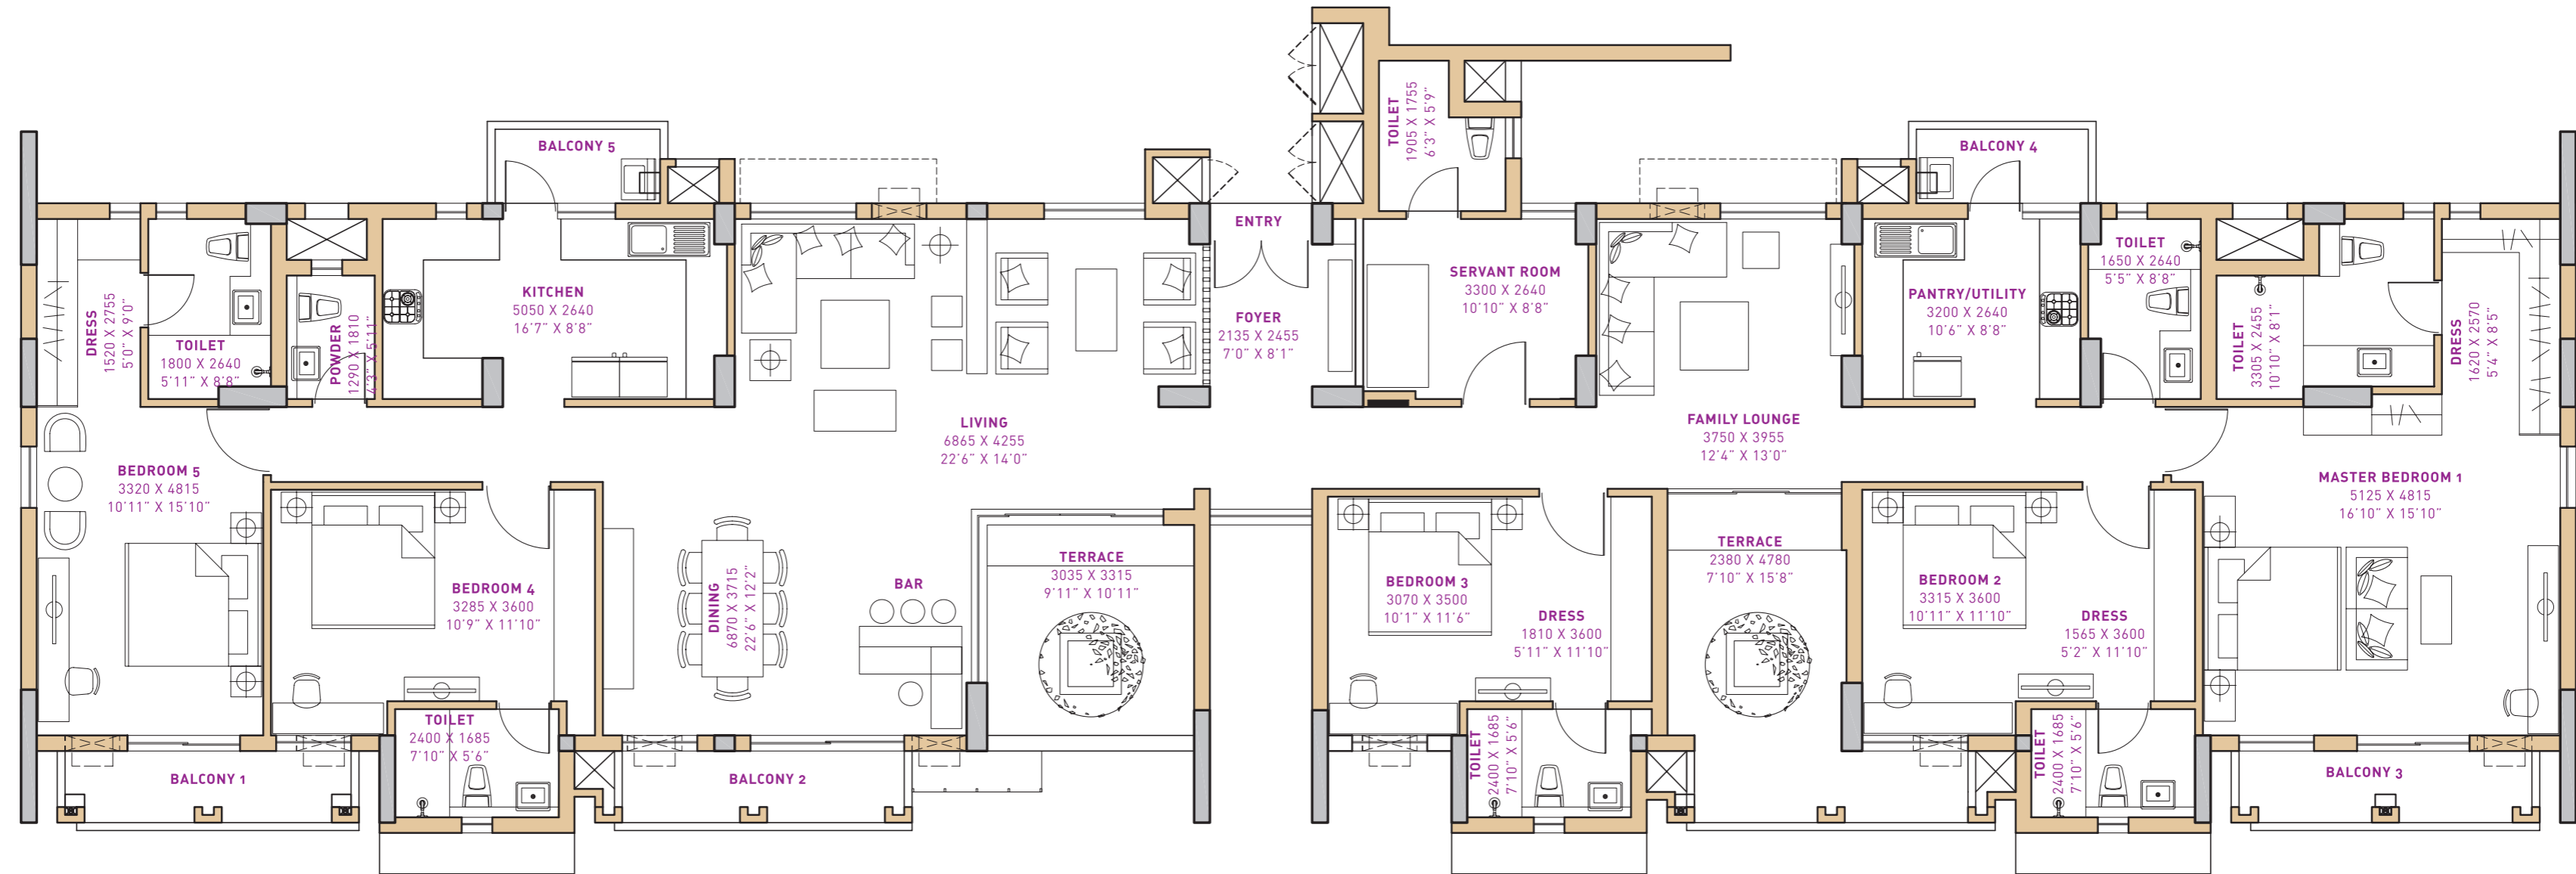 BALCONY 5
ENTRY
TOILET
1905 X 1755
6'3" X 5'9"
BALCONY 4
DRESS
1520 X 2755
5'0" X 9'0"
TOILET
1800 X 2640
5'11" X 8'8"
POWDER
1290 X 1810
4'3" X 5'11"
KITCHEN
5050 X 2640
16'7" X 8'8"
FOYER
2135 X 2455
7'0" X 8'1"
SERVANT ROOM
3300 X 2640
10'10" X 8'8"
PANTRY/UTILITY
3200 X 2640
10'6" X 8'8"
TOILET
1650 X 2640
5'5" X 8'8"
TOILET
3305 X 2455
10'10" X 8'1"
DRESS
1620 X 2570
5'4" X 8'5"
BEDROOM 5
3320 X 4815
10'11" X 15'10"
LIVING
6865 X 4255
22'6" X 14'0"
FAMILY LOUNGE
3750 X 3955
12'4" X 13'0"
MASTER BEDROOM 1
5125 X 4815
16'10" X 15'10"
BEDROOM 4
3285 X 3600
10'9" X 11'10"
DINING
6870 X 3715
22'6" X 12'2"
BAR
TERRACE
3035 X 3315
9'11" X 10'11"
BEDROOM 3
3070 X 3500
10'1" X 11'6"
DRESS
1810 X 3600
5'11" X 11'10"
TERRACE
2380 X 4780
7'10" X 15'8"
BEDROOM 2
3315 X 3600
10'11" X 11'10"
DRESS
1565 X 3600
5'2" X 11'10"
BALCONY 1
TOILET
2400 X 1685
7'10" X 5'6"
BALCONY 2
TOILET
2400 X 1685
7'10" X 5'6"
TOILET
2400 X 1685
7'10" X 5'6"
BALCONY 3